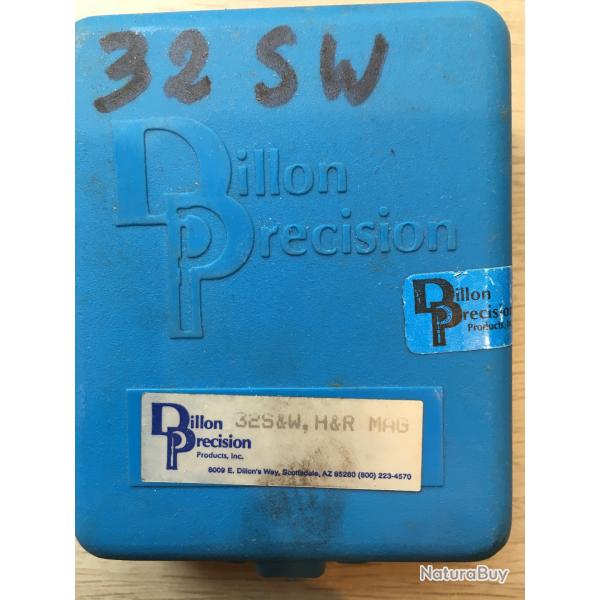 32 SW
Dillon
Precision
Dillon
Precision
Products, In
Dillon
Precision
Products, Inc.
32S&W, H&R MAG
8009 E. Dillon's Way, Scottsdale, AZ 85260 (800) 223-4570
NaturaBuy